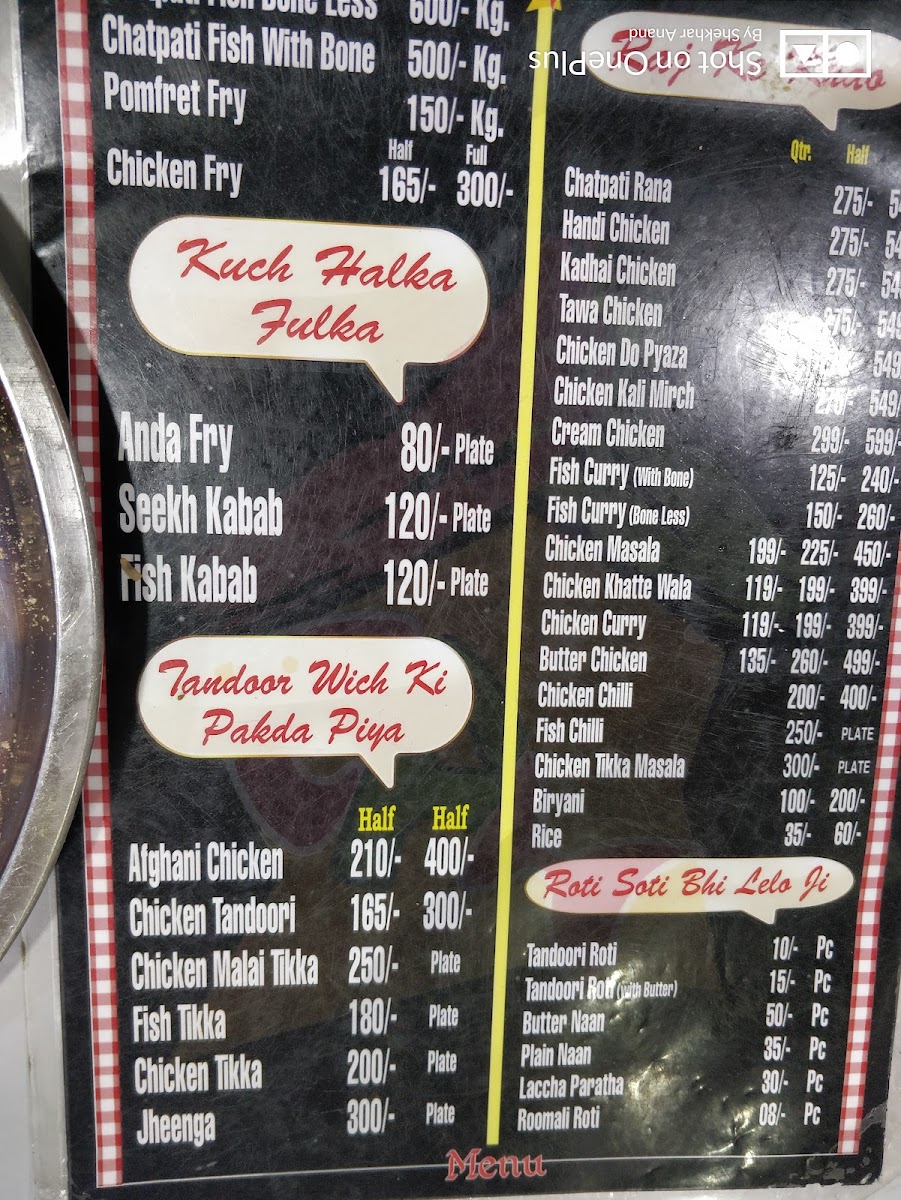 Fish Bone Less 600/- Kg.
Chatpati Fish With Bone 500/- Kg.
Pomfret Fry 150/- Kg.
Half Full
Chicken Fry 165/- 300/-
Kuch Halka
Fulka
Anda Fry 80/- Plate
Seekh Kabab 120/- Plate
Fish Kabab 120/- Plate
Tandoor Wich Ki
Pakda Piya
Half Half
Afghani Chicken 210/- 400/-
Chicken Tandoori 165/- 300/-
Chicken Malai Tikka 250/- Plate
Fish Tikka 180/- Plate
Chicken Tikka 200/- Plate
Jheenga 300/- Plate
Shot on OnePlus
By Shekhar Anand
Qtr. Half
Chatpati Rana 275/-
Handi Chicken 275/-
Kadhai Chicken 275/-
Tawa Chicken 275/- 549
Chicken Do Pyaza 549
Chicken Kali Mirch 549/
Cream Chicken 299/- 599/-
Fish Curry (With Bone) 125/- 240/-
Fish Curry (Bone Less) 150/- 260/-
Chicken Masala 199/- 225/- 450/-
Chicken Khatte Wala 119/- 199/- 399/-
Chicken Curry 119/- 199/- 399/-
Butter Chicken 135/- 260/- 499/-
Chicken Chilli 200/- 400/-
Fish Chilli 250/- PLATE
Chicken Tikka Masala 300/- PLATE
Biryani 100/- 200/-
Rice 35/- 60/-
Roti Soti Bhi Lelo Ji
Tandoori Roti 10/- Pc
Tandoori Roti (with Butter) 15/- Pc
Butter Naan 50/- Pc
Plain Naan 35/- Pc
Laccha Paratha 30/- Pc
Roomali Roti 08/- Pc
Menu